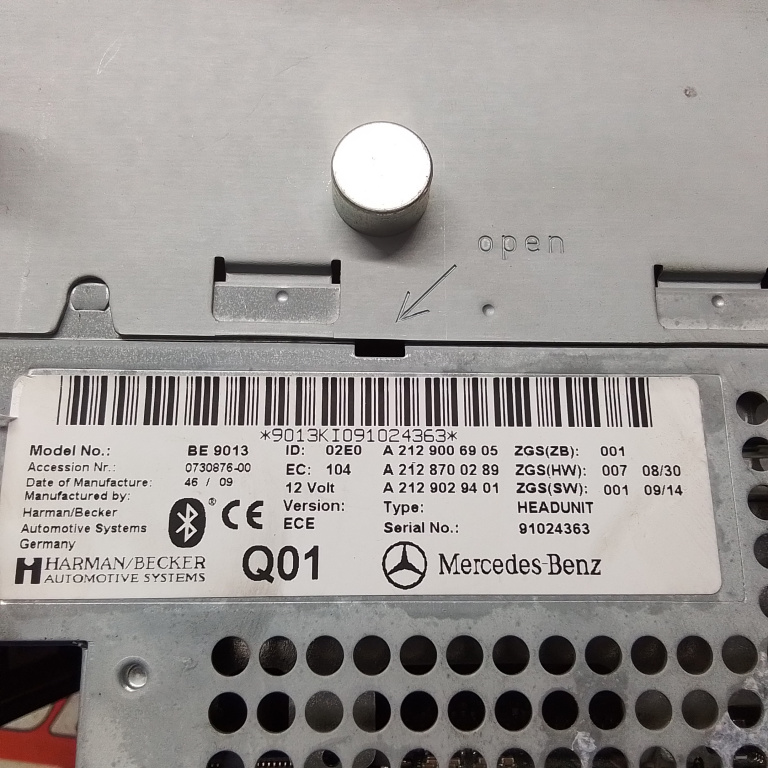 open
*9013KI091024363*
Model No.: BE 9013 ID: 02E0 A 212 900 69 05 ZGS(ZB): 001
Accession Nr.: 0730876-00 EC: 104 A 212 870 02 89 ZGS(HW): 007 08/30
Date of Manufacture: 46 / 09 12 Volt A 212 902 94 01 ZGS(SW): 001 09/14
Manufactured by: Version: Type: HEADUNIT
Harman/Becker ® CE ECE Serial No.: 91024363
Automotive Systems
Germany
HARMAN/BECKER Q01 Mercedes-Benz
AUTOMOTIVE SYSTEMS